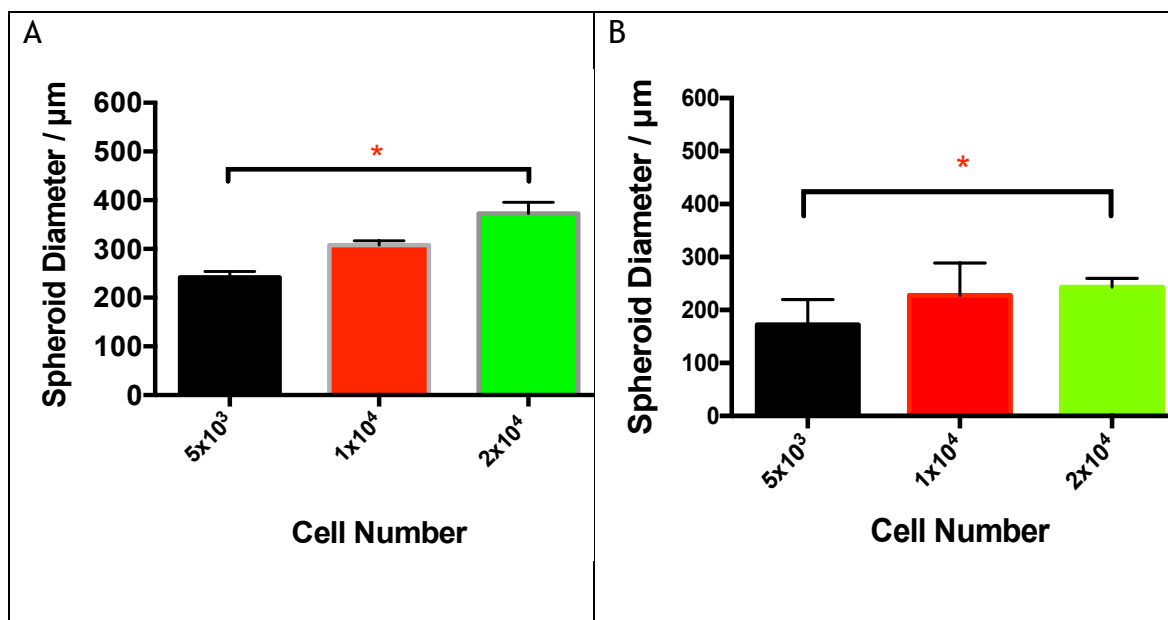 A
Spheroid Diameter / µm
600
500
400
300
200
100
0
*
5x10³
1x10⁴
2x10⁴
Cell Number
B
Spheroid Diameter / µm
600
500
400
300
200
100
0
*
5x10³
1x10⁴
2x10⁴
Cell Number